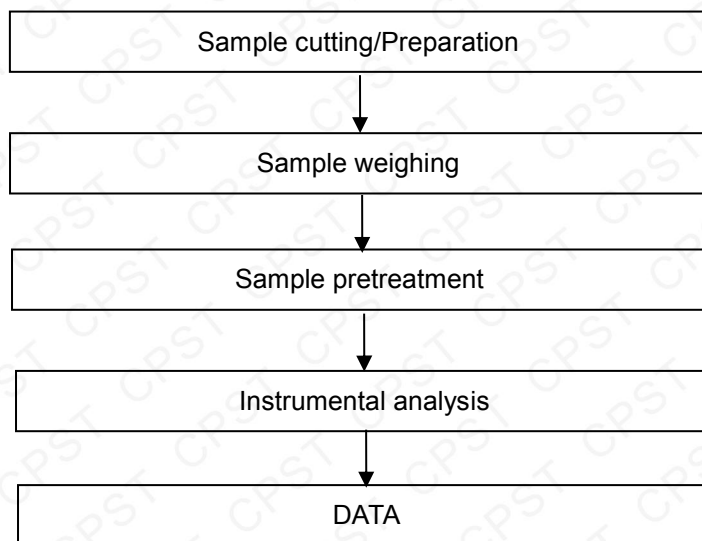 Sample cutting/Preparation
Sample weighing
Sample pretreatment
Instrumental analysis
DATA